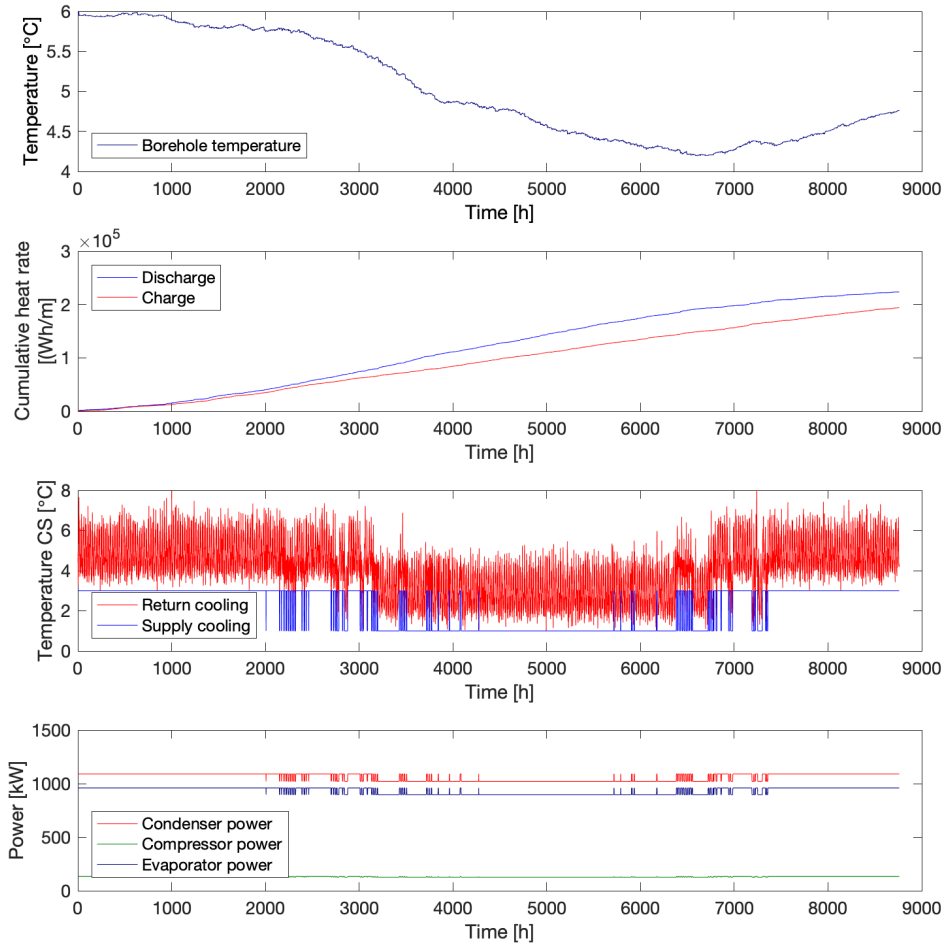 6
5.5
5
4.5
4
Temperature [°C]
Borehole temperature
0 1000 2000 3000 4000 5000 6000 7000 8000 9000
Time [h]
× 10^5
3
2
1
0
Cumulative heat rate
[(Wh/m]
Discharge
Charge
0 1000 2000 3000 4000 5000 6000 7000 8000 9000
Time [h]
8
6
4
2
0
Temperature CS [°C]
Return cooling
Supply cooling
0 1000 2000 3000 4000 5000 6000 7000 8000 9000
Time [h]
1500
1000
500
0
Power [kW]
Condenser power
Compressor power
Evaporator power
0 1000 2000 3000 4000 5000 6000 7000 8000 9000
Time [h]